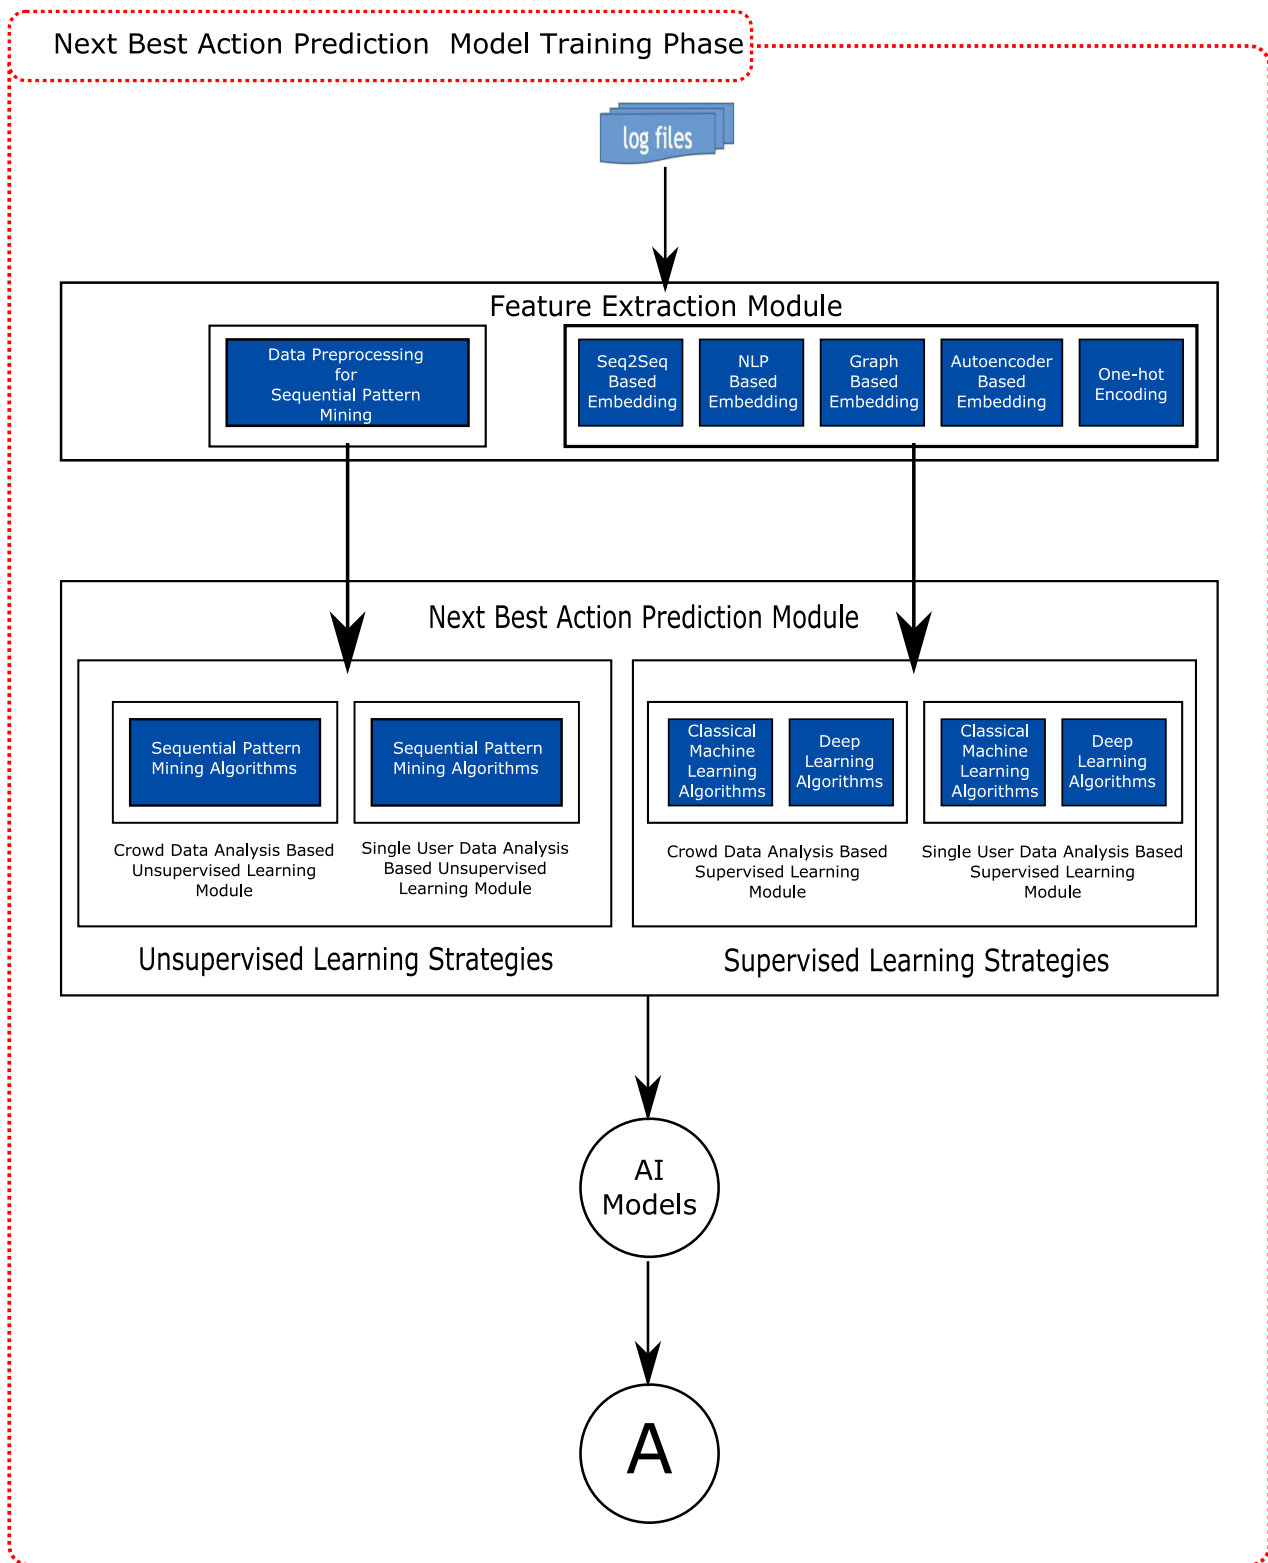 Next Best Action Prediction  Model Training Phase
log files
Feature Extraction Module
Data Preprocessing
for
Sequential Pattern
Mining
Seq2Seq
Based
Embedding
NLP
Based
Embedding
Graph
Based
Embedding
Autoencoder
Based
Embedding
One-hot
Encoding
Next Best Action Prediction Module
Sequential Pattern
Mining Algorithms
Crowd Data Analysis Based
Unsupervised Learning
Module
Sequential Pattern
Mining Algorithms
Single User Data Analysis
Based Unsupervised
Learning Module
Unsupervised Learning Strategies
Classical
Machine
Learning
Algorithms
Deep
Learning
Algorithms
Crowd Data Analysis Based
Supervised Learning
Module
Classical
Machine
Learning
Algorithms
Deep
Learning
Algorithms
Single User Data Analysis Based
Supervised Learning
Module
Supervised Learning Strategies
AI
Models
A